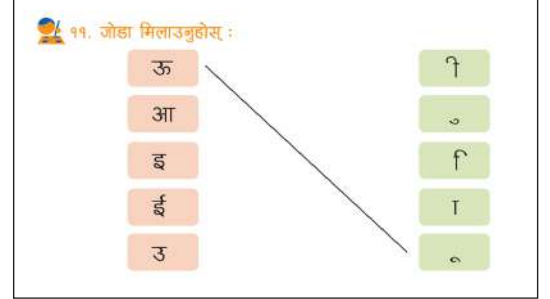 ११. जोडा मिलाउनुहोस् :
ऊ ी
आ ु
इ ि
ई ा
उ ू